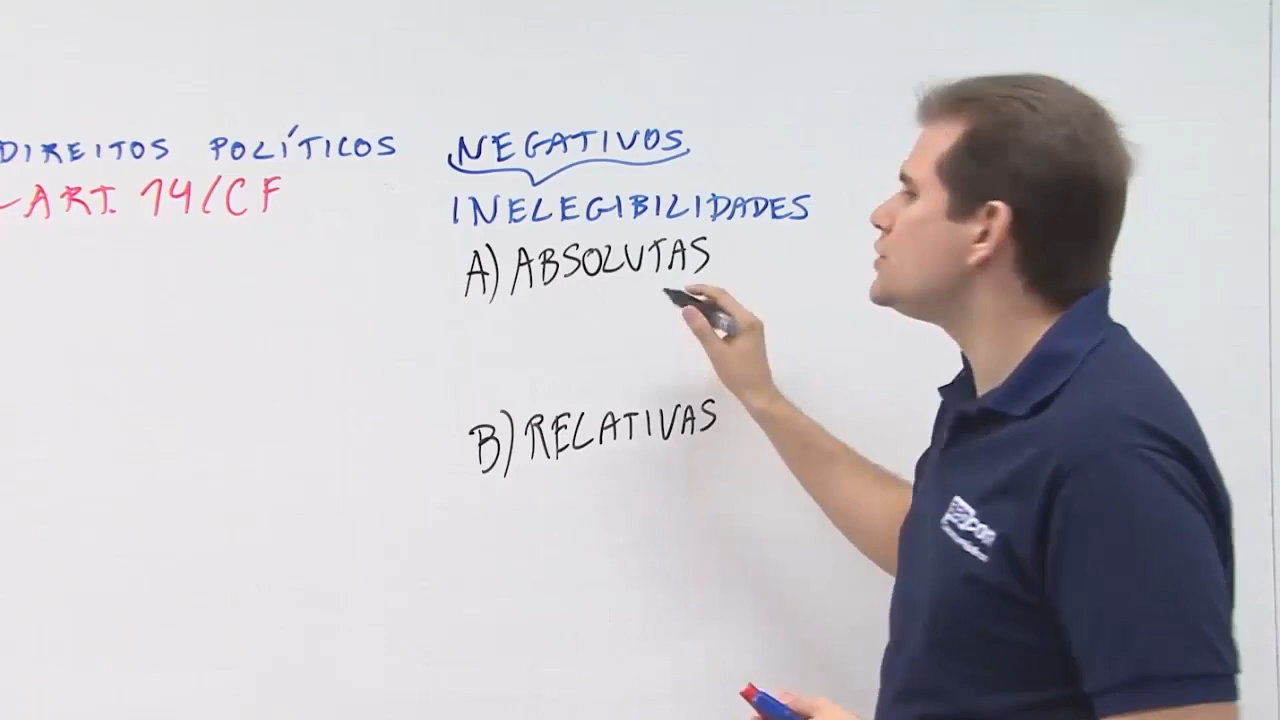 DIREITOS POLÍTICOS NEGATIVOS
ART. 14/CF
INELEGIBILIDADES
A) ABSOLUTAS
B) RELATIVAS